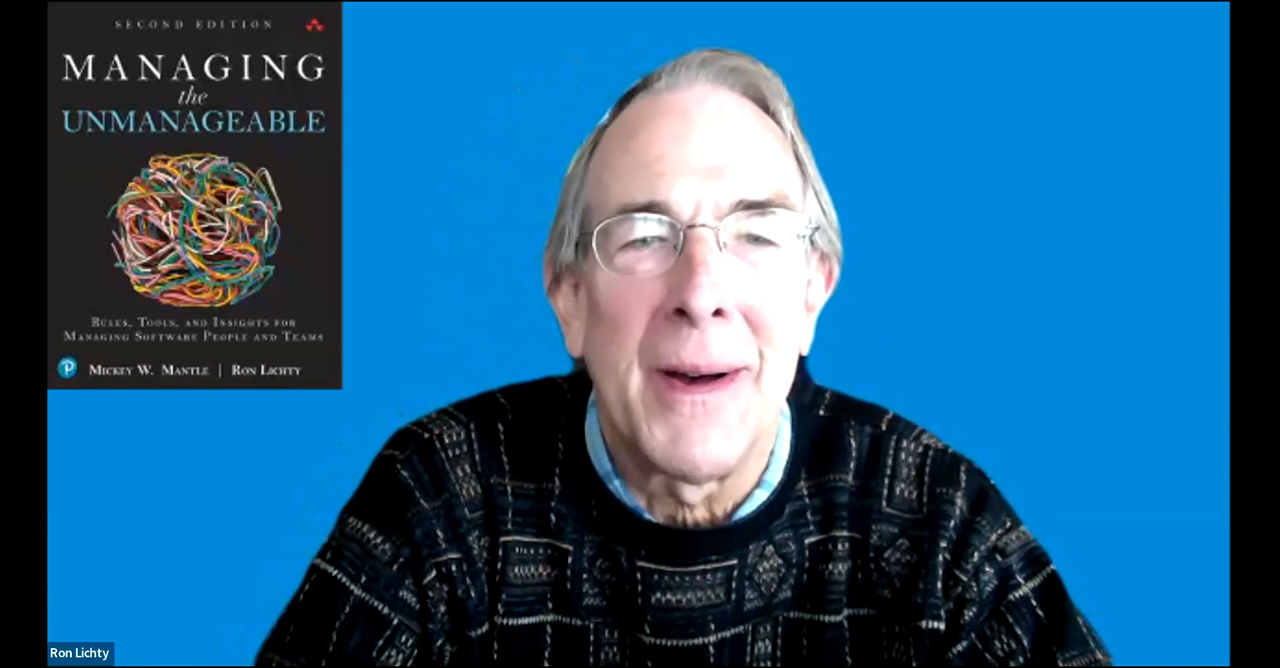 SECOND EDITION
MANAGING
the
UNMANAGEABLE
RULES, TOOLS, AND INSIGHTS FOR
MANAGING SOFTWARE PEOPLE AND TEAMS
P
MICKEY W. MANTLE | RON LICHTY
Ron Lichty